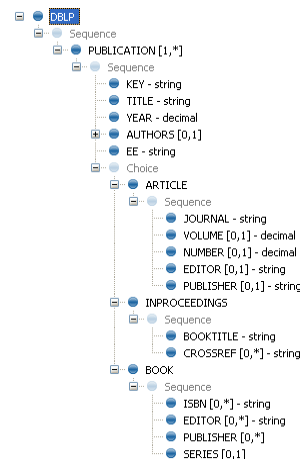 DBLP
Sequence
PUBLICATION [1,*]
Sequence
KEY - string
TITLE - string
YEAR - decimal
AUTHORS [0,1]
EE - string
Choice
ARTICLE
Sequence
JOURNAL - string
VOLUME [0,1] - decimal
NUMBER [0,1] - decimal
EDITOR [0,1] - string
PUBLISHER [0,1] - string
INPROCEEDINGS
Sequence
BOOKTITLE - string
CROSSREF [0,*] - string
BOOK
Sequence
ISBN [0,*] - string
EDITOR [0,*] - string
PUBLISHER [0,*]
SERIES [0,1]